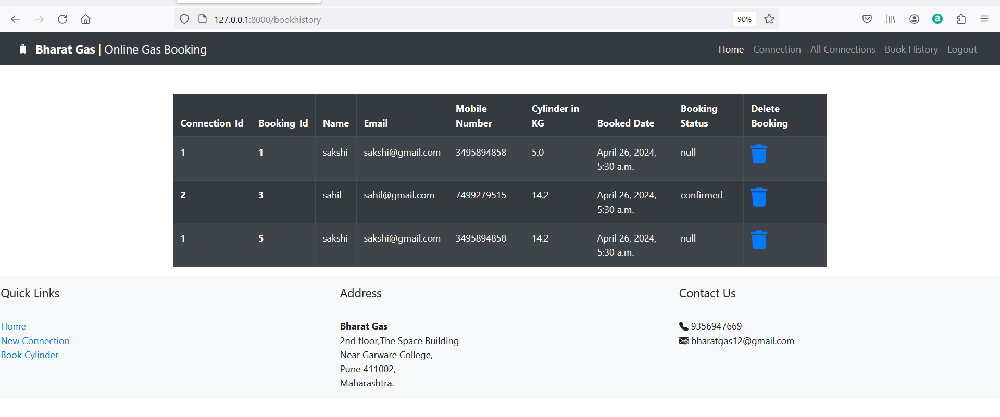 127.0.0.1:8000/bookhistory 90%
Bharat Gas | Online Gas Booking Home Connection All Connections Book History Logout
Connection_Id Booking_Id Name Email Mobile Number Cylinder in KG Booked Date Booking Status Delete Booking
1 1 sakshi sakshi@gmail.com 3495894858 5.0 April 26, 2024, 5:30 a.m. null
2 3 sahil sahil@gmail.com 7499279515 14.2 April 26, 2024, 5:30 a.m. confirmed
1 5 sakshi sakshi@gmail.com 3495894858 14.2 April 26, 2024, 5:30 a.m. null
Quick Links
Home
New Connection
Book Cylinder
Address
Bharat Gas
2nd floor,The Space Building
Near Garware College,
Pune 411002,
Maharashtra.
Contact Us
9356947669
bharatgas12@gmail.com